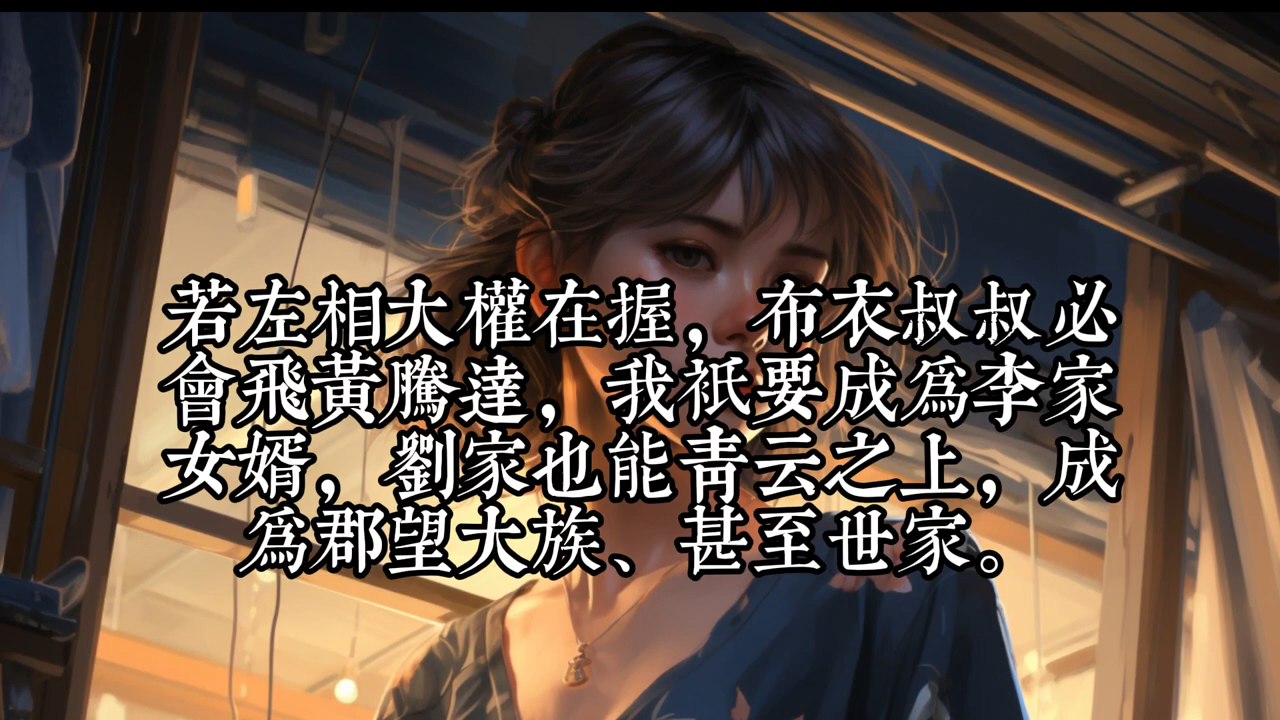 若左相大權在握，布衣叔叔必
會飛黃騰達，我祇要成爲李家
女婿，劉家也能青云之上，成
爲郡望大族、甚至世家。